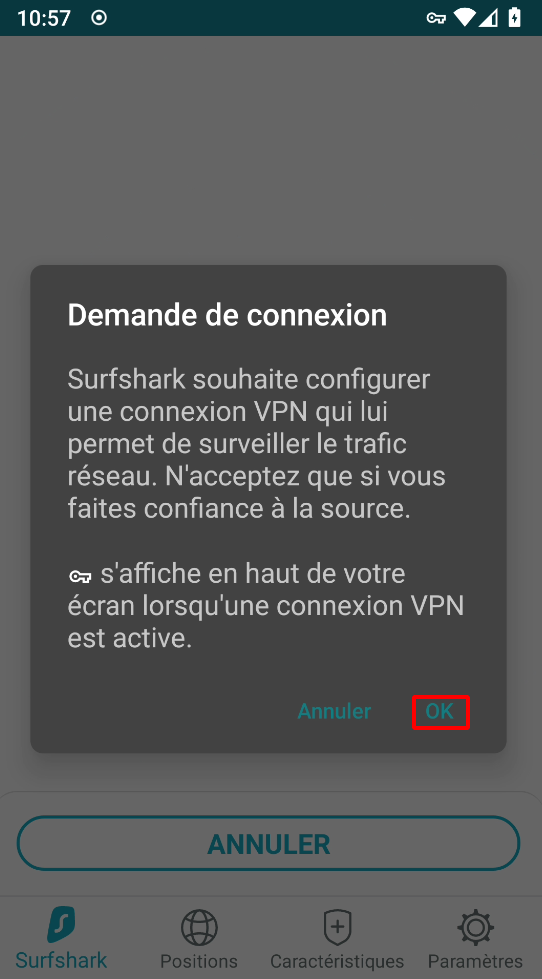 10:57
Demande de connexion
Surfshark souhaite configurer
une connexion VPN qui lui
permet de surveiller le trafic
réseau. N'acceptez que si vous
faites confiance à la source.
s'affiche en haut de votre
écran lorsqu'une connexion VPN
est active.
Annuler OK
ANNULER
Surfshark Positions Caractéristiques Paramètres